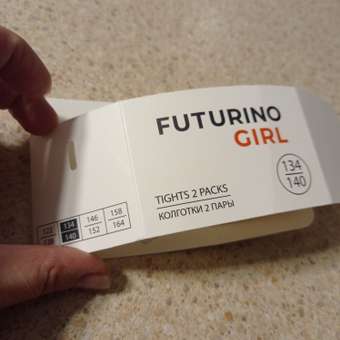 FUTURINO
GIRL
134
140
TIGHTS 2 PACKS
КОЛГОТКИ 2 ПАРЫ
134 146 158
140 152 164